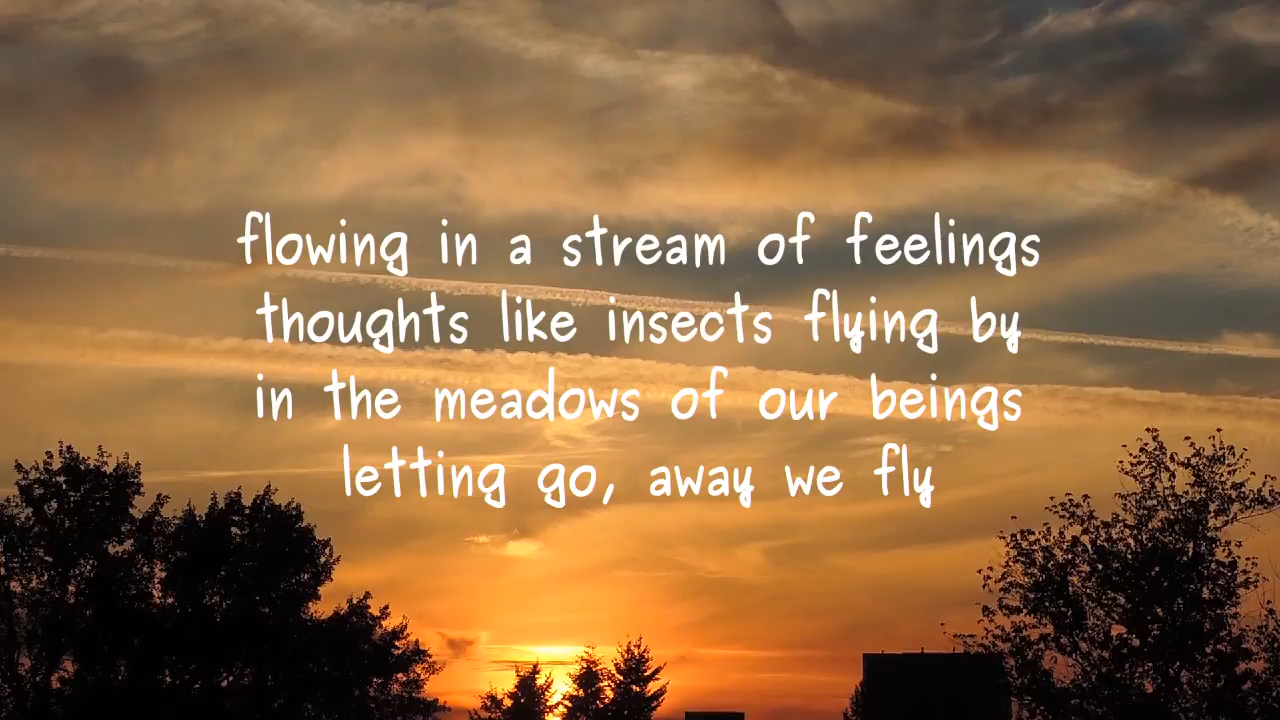 flowing in a stream of feelings
thoughts like insects flying by
in the meadows of our beings
letting go, away we fly